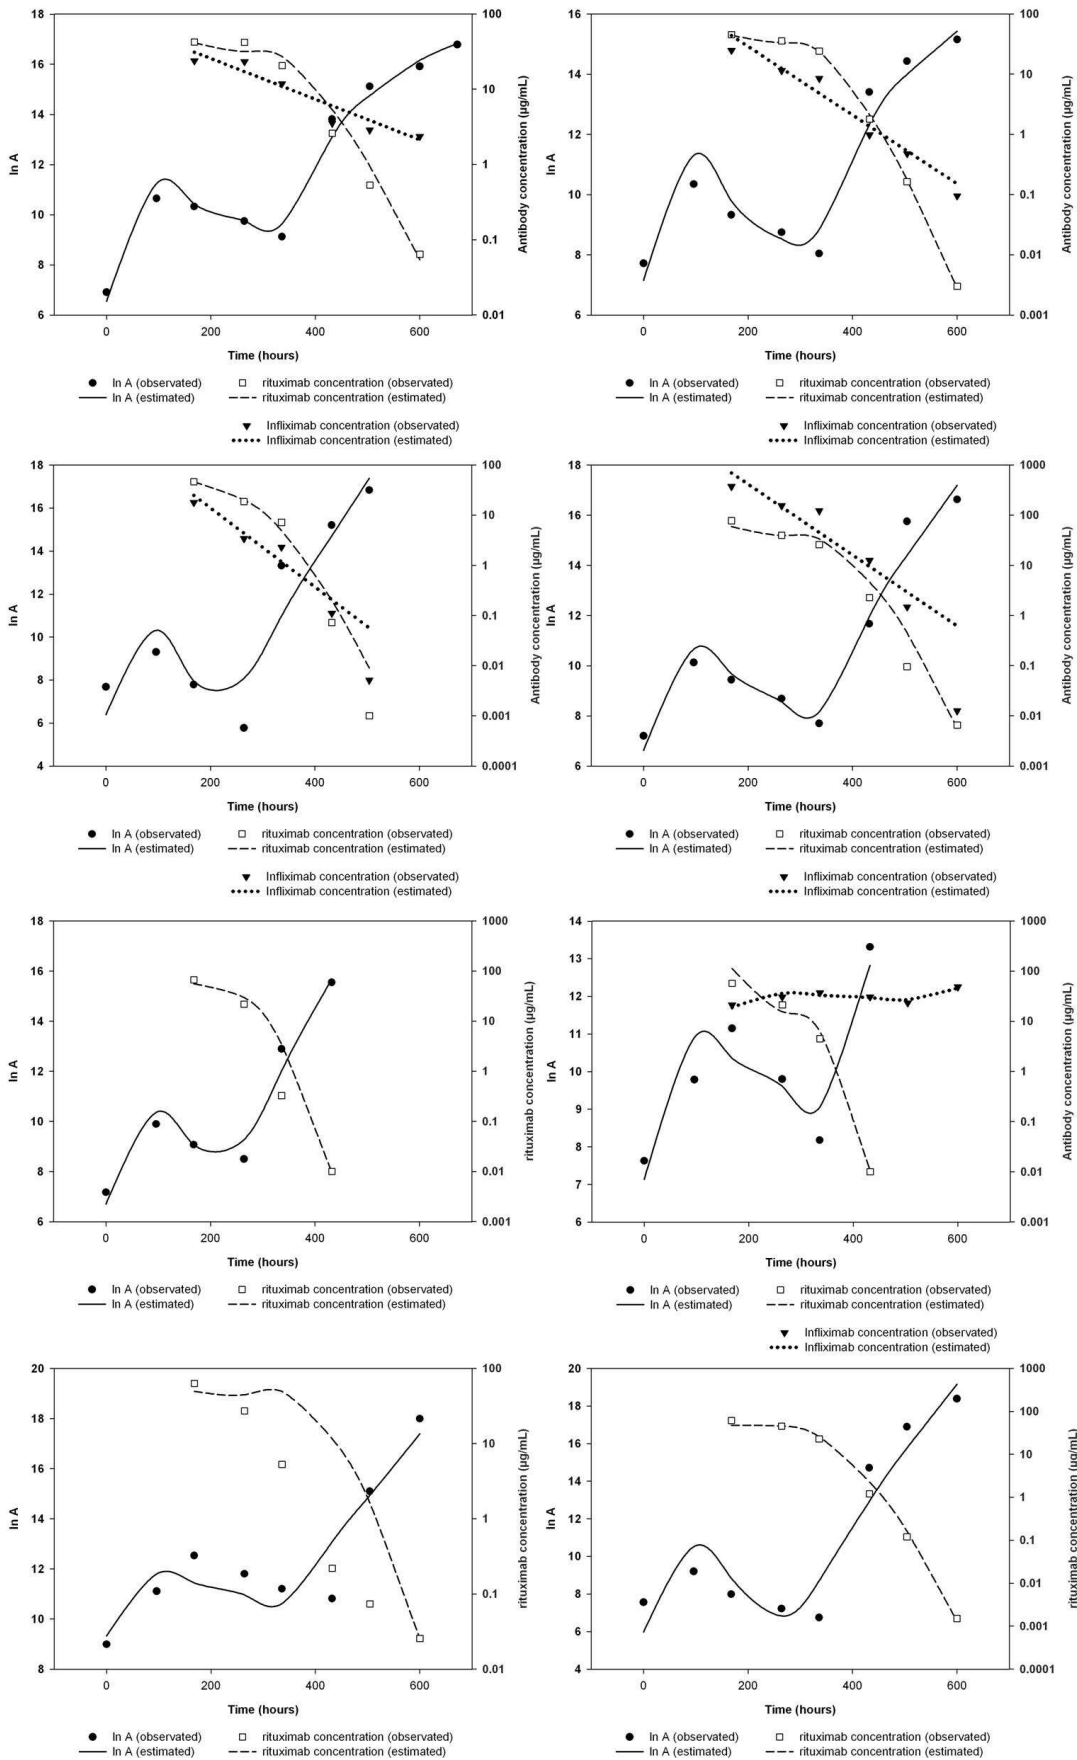 18
16
14
12
10
8
6
ln A
100
10
1
0.1
0.01
Antibody concentration (µg/mL)
0 200 400 600
Time (hours)
ln A (observated) rituximab concentration (observated)
ln A (estimated) rituximab concentration (estimated)
Infliximab concentration (observated)
Infliximab concentration (estimated)
16
14
12
10
8
6
ln A
100
10
1
0.1
0.01
0.001
Antibody concentration (µg/mL)
0 200 400 600
Time (hours)
ln A (observated) rituximab concentration (observated)
ln A (estimated) rituximab concentration (estimated)
Infliximab concentration (observated)
Infliximab concentration (estimated)
18
16
14
12
10
8
6
4
ln A
100
10
1
0.1
0.01
0.001
0.0001
Antibody concentration (µg/mL)
0 200 400 600
Time (hours)
ln A (observated) rituximab concentration (observated)
ln A (estimated) rituximab concentration (estimated)
Infliximab concentration (observated)
Infliximab concentration (estimated)
18
16
14
12
10
8
6
ln A
1000
100
10
1
0.1
0.01
0.001
Antibody concentration (µg/mL)
0 200 400 600
Time (hours)
ln A (observated) rituximab concentration (observated)
ln A (estimated) rituximab concentration (estimated)
Infliximab concentration (observated)
Infliximab concentration (estimated)
18
16
14
12
10
8
6
ln A
1000
100
10
1
0.1
0.01
0.001
rituximab concentration (µg/mL)
0 200 400 600
Time (hours)
ln A (observated) rituximab concentration (observated)
ln A (estimated) rituximab concentration (estimated)
14
13
12
11
10
9
8
7
6
ln A
1000
100
10
1
0.1
0.01
0.001
Antibody concentration (µg/mL)
0 200 400 600
Time (hours)
ln A (observated) rituximab concentration (observated)
ln A (estimated) rituximab concentration (estimated)
Infliximab concentration (observated)
Infliximab concentration (estimated)
20
18
16
14
12
10
8
ln A
100
10
1
0.1
0.01
rituximab concentration (µg/mL)
0 200 400 600
Time (hours)
ln A (observated) rituximab concentration (observated)
ln A (estimated) rituximab concentration (estimated)
20
18
16
14
12
10
8
6
4
ln A
1000
100
10
1
0.1
0.01
0.001
0.0001
rituximab concentration (µg/mL)
0 200 400 600
Time (hours)
ln A (observated) rituximab concentration (observated)
ln A (estimated) rituximab concentration (estimated)